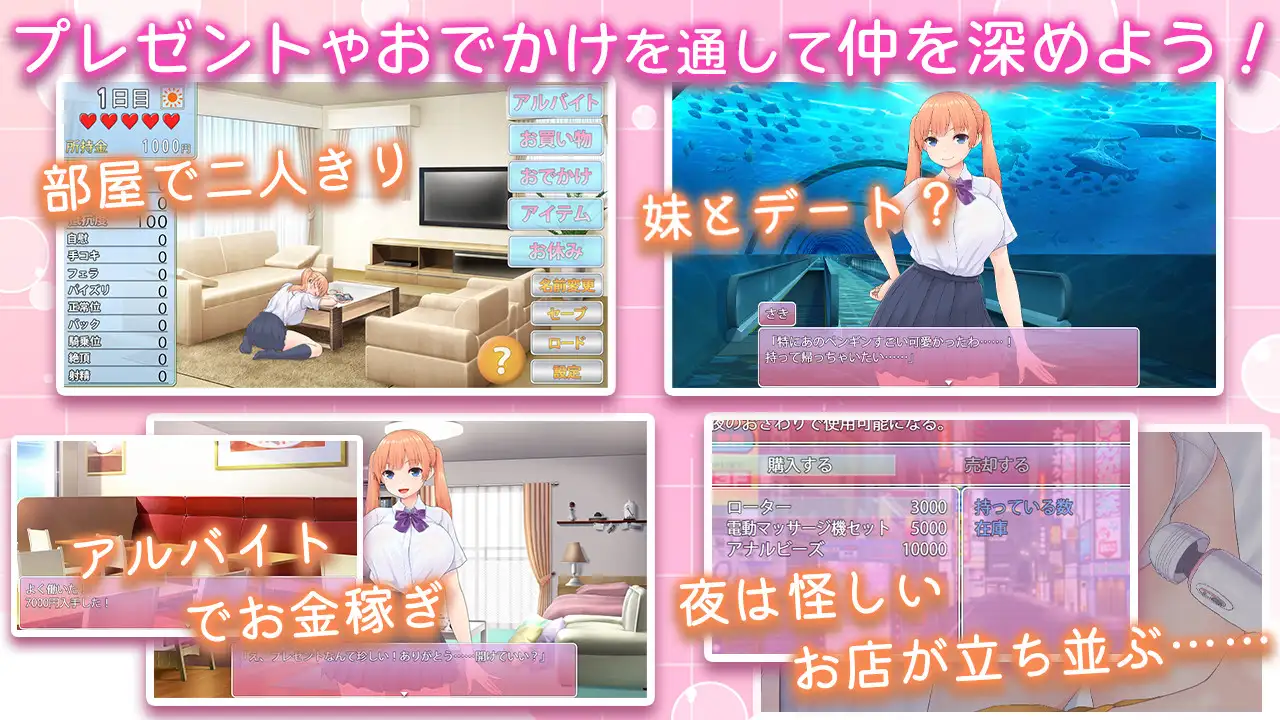 プレゼントやおでかけを通して仲を深めよう！
1日目
所持金 1000円
部屋で二人きり
0
100
自慰 0
手コキ 0
フェラ 0
パイズリ 0
正常位 0
バック 0
騎乗位 0
絶頂 0
射精 0
アルバイト
お買い物
おでかけ
アイテム
お休み
名前変更
セーブ
ロード
設定
?
妹とデート？
さき
「特にあのペンギンすごい可愛かったわ……！
持って帰っちゃいたい……」
アルバイト
でお金稼ぎ
よく働いた
7000円入手した！
「え、プレゼントなんて珍しい！ありがとう……開けていい？」
夜のおさわりで使用可能になる。
購入する
売却する
ローター 3000
電動マッサージ機セット 5000
アナルビーズ 10000
持っている数
在庫
夜は怪しい
お店が立ち並ぶ……